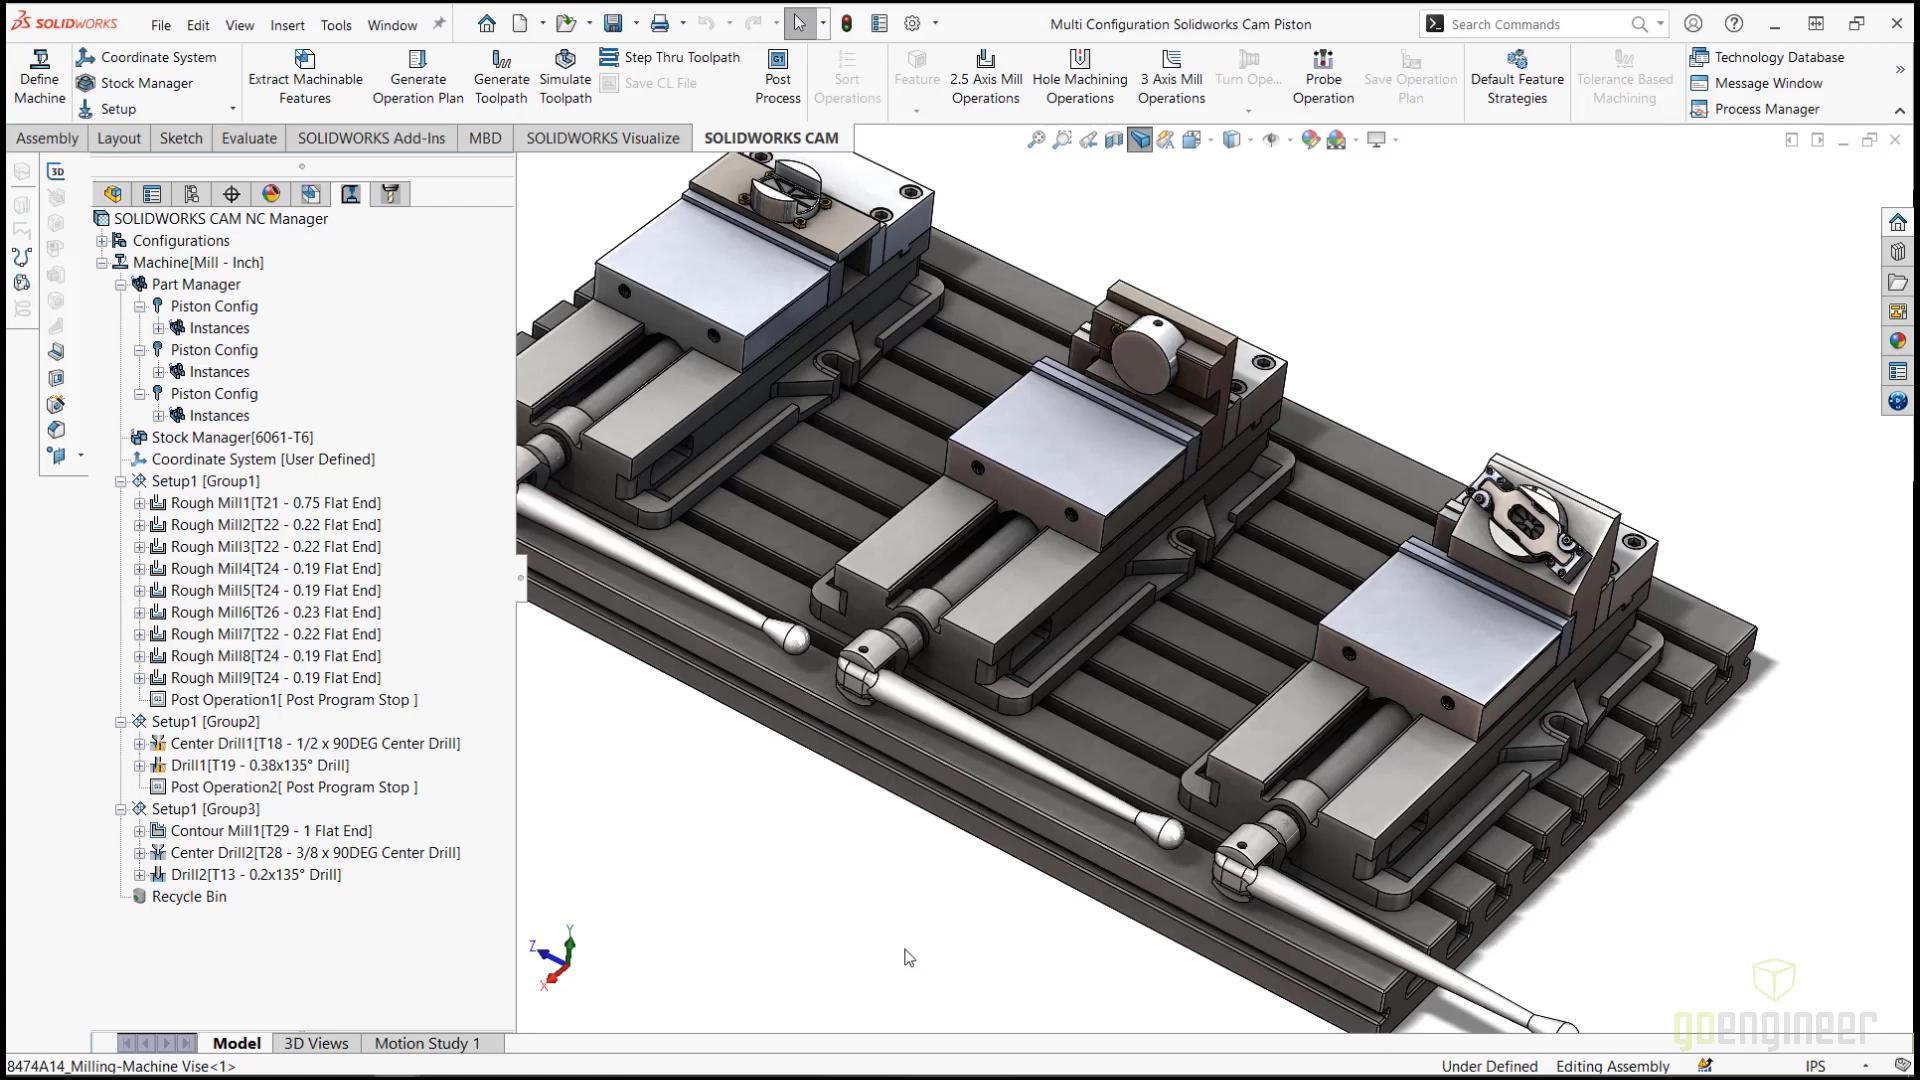 SOLIDWORKS File Edit View Insert Tools Window Multi Configuration Solidworks Cam Piston Search Commands
Define Machine
Coordinate System
Stock Manager
Setup
Extract Machinable Features
Generate Operation Plan
Generate Toolpath
Simulate Toolpath
Step Thru Toolpath
Save CL File
Post Process
Sort Operations
Feature
2.5 Axis Mill Operations
Hole Machining Operations
3 Axis Mill Operations
Turn Ope...
Probe Operation
Save Operation Plan
Default Feature Strategies
Tolerance Based Machining
Technology Database
Message Window
Process Manager
Assembly Layout Sketch Evaluate SOLIDWORKS Add-Ins MBD SOLIDWORKS Visualize SOLIDWORKS CAM
3D
SOLIDWORKS CAM NC Manager
Configurations
Machine[Mill - Inch]
Part Manager
Piston Config
Instances
Piston Config
Instances
Piston Config
Instances
Stock Manager[6061-T6]
Coordinate System [User Defined]
Setup1 [Group1]
Rough Mill1[T21 - 0.75 Flat End]
Rough Mill2[T22 - 0.22 Flat End]
Rough Mill3[T22 - 0.22 Flat End]
Rough Mill4[T24 - 0.19 Flat End]
Rough Mill5[T24 - 0.19 Flat End]
Rough Mill6[T26 - 0.23 Flat End]
Rough Mill7[T22 - 0.22 Flat End]
Rough Mill8[T24 - 0.19 Flat End]
Rough Mill9[T24 - 0.19 Flat End]
Post Operation1[ Post Program Stop ]
Setup1 [Group2]
Center Drill1[T18 - 1/2 x 90DEG Center Drill]
Drill1[T19 - 0.38x135° Drill]
Post Operation2[ Post Program Stop ]
Setup1 [Group3]
Contour Mill1[T29 - 1 Flat End]
Center Drill2[T28 - 3/8 x 90DEG Center Drill]
Drill2[T13 - 0.2x135° Drill]
Recycle Bin
Y
Z
X
goengineer
Model 3D Views Motion Study 1
8474A14_Milling-Machine Vise<1> Under Defined Editing Assembly IPS